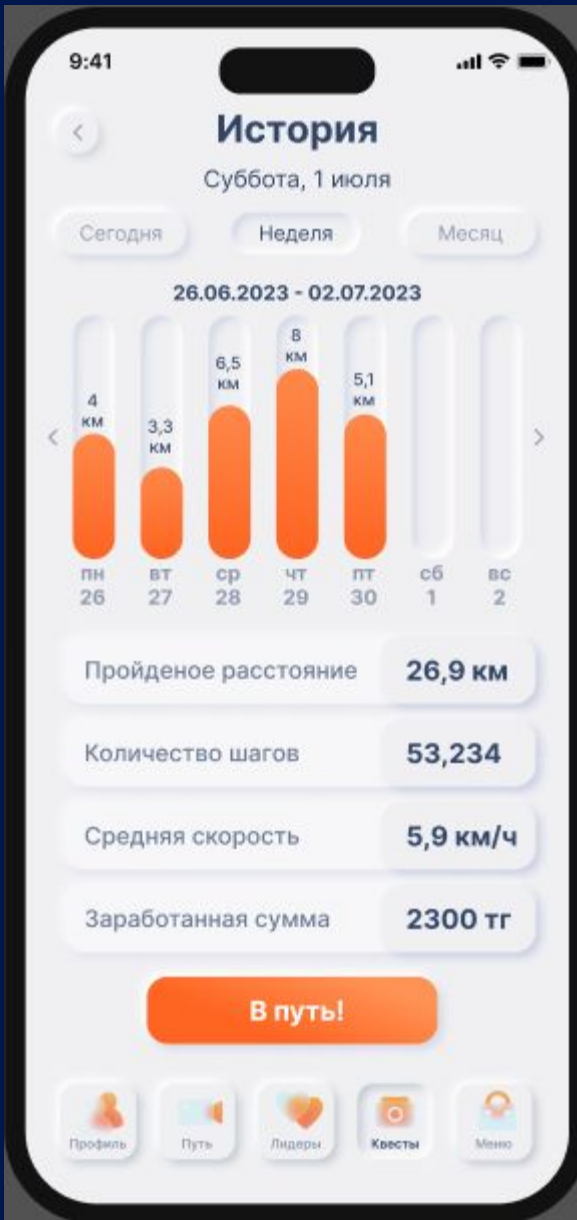 9:41
История
Суббота, 1 июля
Сегодня Неделя Месяц
26.06.2023 - 02.07.2023
4 км
3,3 км
6,5 км
8 км
5,1 км
пн вт ср чт пт сб вс
26 27 28 29 30 1 2
Пройденое расстояние 26,9 км
Количество шагов 53,234
Средняя скорость 5,9 км/ч
Заработанная сумма 2300 тг
В путь!
Профиль Путь Лидеры Квесты Меню